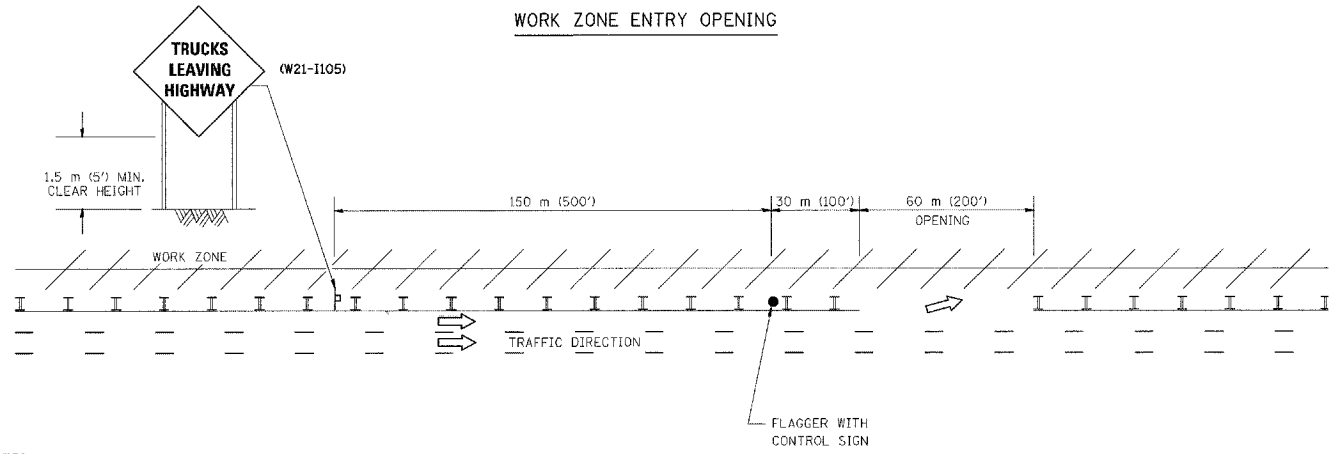 WORK ZONE ENTRY OPENING
TRUCKS
LEAVING
HIGHWAY
(W21-I105)
1.5 m (5') MIN.
CLEAR HEIGHT
150 m (500')
30 m (100')
60 m (200')
OPENING
WORK ZONE
TRAFFIC DIRECTION
FLAGGER WITH
CONTROL SIGN